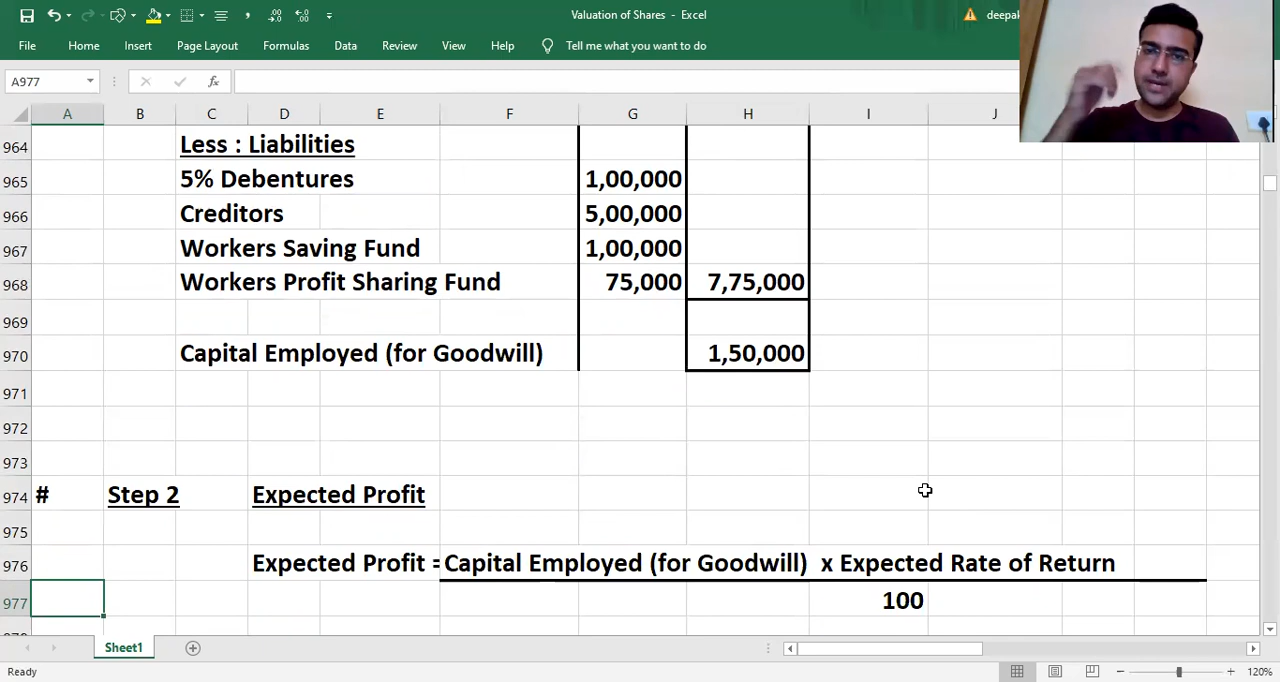 Valuation of Shares - Excel
deepak
File Home Insert Page Layout Formulas Data Review View Help Tell me what you want to do
A977
fx
A B C D E F G H I J
964 Less : Liabilities
965 5% Debentures 1,00,000
966 Creditors 5,00,000
967 Workers Saving Fund 1,00,000
968 Workers Profit Sharing Fund 75,000 7,75,000
969
970 Capital Employed (for Goodwill) 1,50,000
971
972
973
974 # Step 2 Expected Profit
975
976 Expected Profit = Capital Employed (for Goodwill) x Expected Rate of Return
977 100
Sheet1
Ready 120%